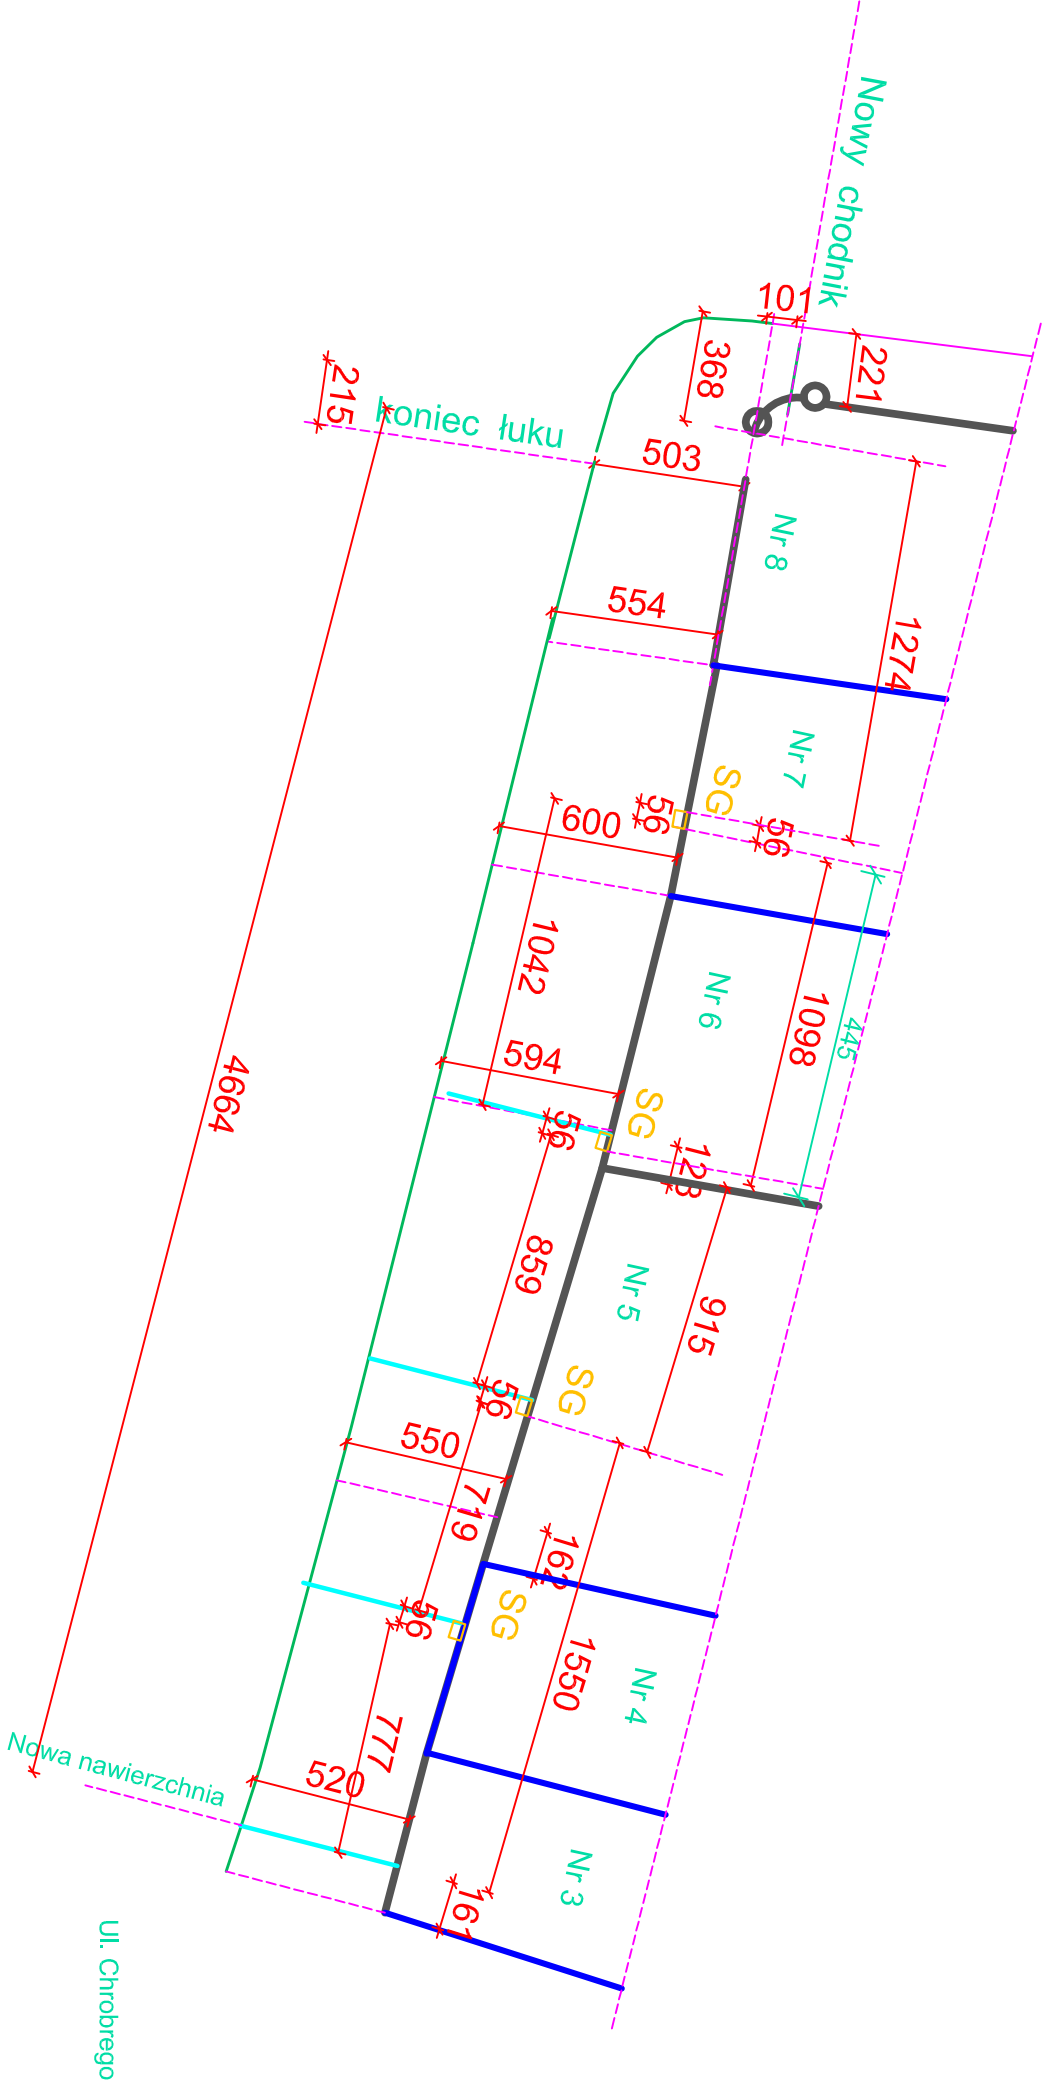 Nowy chodnik
101
368
221
215
koniec łuku
503
Nr 8
554
1274
Nr 7
SG
56
600
56
1042
Nr 6
1098
445
594
SG
56
4664
123
859
Nr 5
915
SG
56
550
719
162
SG
56
1550
Nr 4
777
Nowa nawierzchnia
520
Nr 3
161
Ul. Chrobrego